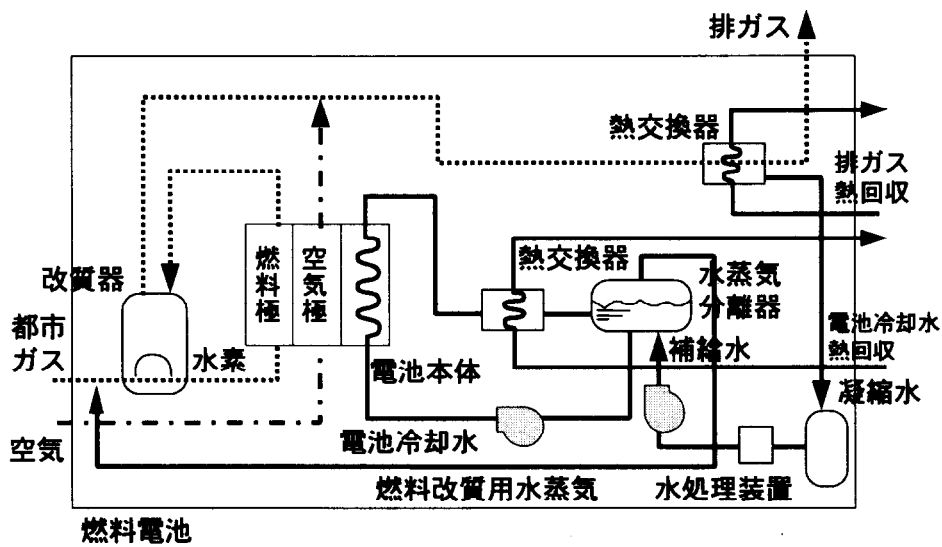 排ガス
熱交換器
排ガス
熱回収
熱交換器
水蒸気
分離器
燃料極
空気極
改質器
都市
ガス
水素
電池本体
補給水
電池冷却水
熱回収
凝縮水
空気
電池冷却水
燃料改質用水蒸気
水処理装置
燃料電池